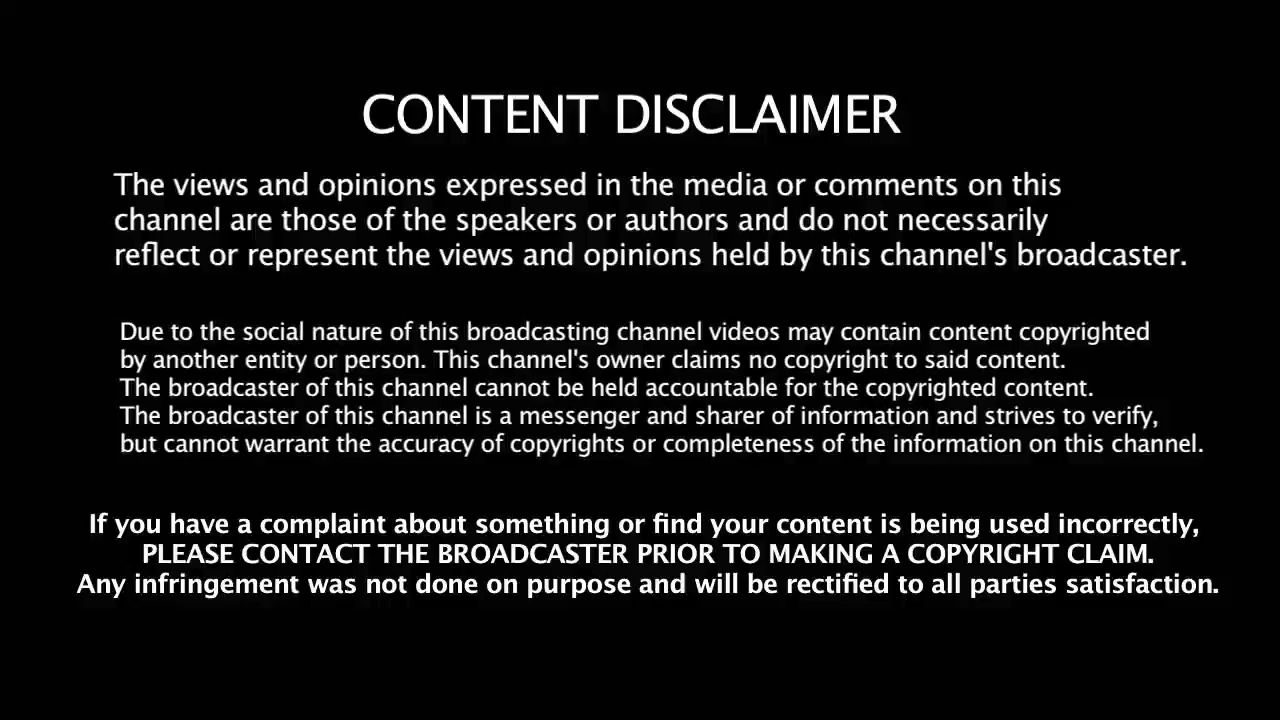 CONTENT DISCLAIMER
The views and opinions expressed in the media or comments on this
channel are those of the speakers or authors and do not necessarily
reflect or represent the views and opinions held by this channel's broadcaster.
Due to the social nature of this broadcasting channel videos may contain content copyrighted
by another entity or person. This channel's owner claims no copyright to said content.
The broadcaster of this channel cannot be held accountable for the copyrighted content.
The broadcaster of this channel is a messenger and sharer of information and strives to verify,
but cannot warrant the accuracy of copyrights or completeness of the information on this channel.
If you have a complaint about something or find your content is being used incorrectly,
PLEASE CONTACT THE BROADCASTER PRIOR TO MAKING A COPYRIGHT CLAIM.
Any infringement was not done on purpose and will be rectified to all parties satisfaction.